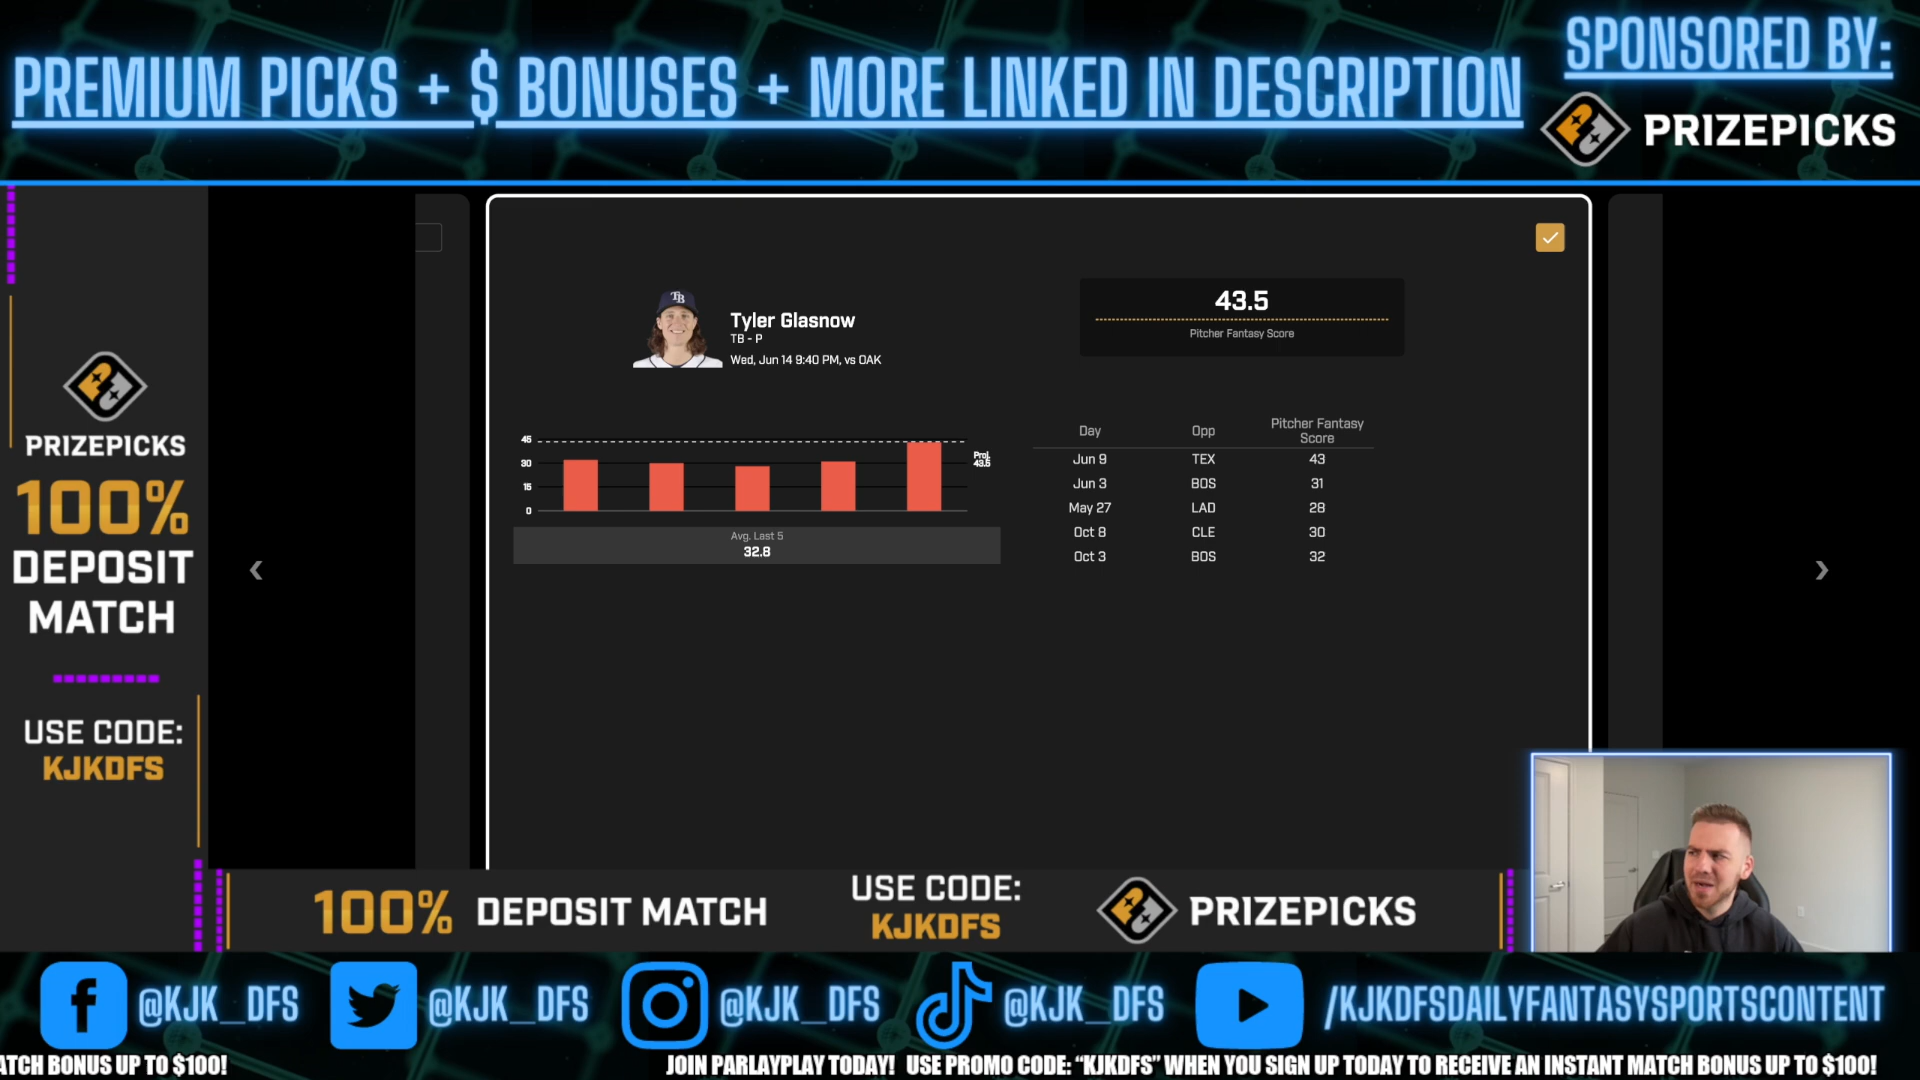 PREMIUM PICKS + $ BONUSES + MORE LINKED IN DESCRIPTION
SPONSORED BY:
PRIZEPICKS
PRIZEPICKS
100%
DEPOSIT
MATCH
USE CODE:
KJKDFS
TB
Tyler Glasnow
TB - P
Wed, Jun 14 9:40 PM, vs OAK
43.5
Pitcher Fantasy Score
45
30
15
0
Proj.
43.5
Avg. Last 5
32.8
Day Opp Pitcher Fantasy Score
Jun 9 TEX 43
Jun 3 BOS 31
May 27 LAD 28
Oct 8 CLE 30
Oct 3 BOS 32
100% DEPOSIT MATCH
USE CODE:
KJKDFS
PRIZEPICKS
@KJK_DFS @KJK_DFS @KJK_DFS @KJK_DFS /KJKDFSDAILYFANTASYSPORTSCONTENT
ATCH BONUS UP TO $100! JOIN PARLAYPLAY TODAY! USE PROMO CODE: "KJKDFS" WHEN YOU SIGN UP TODAY TO RECEIVE AN INSTANT MATCH BONUS UP TO $100!